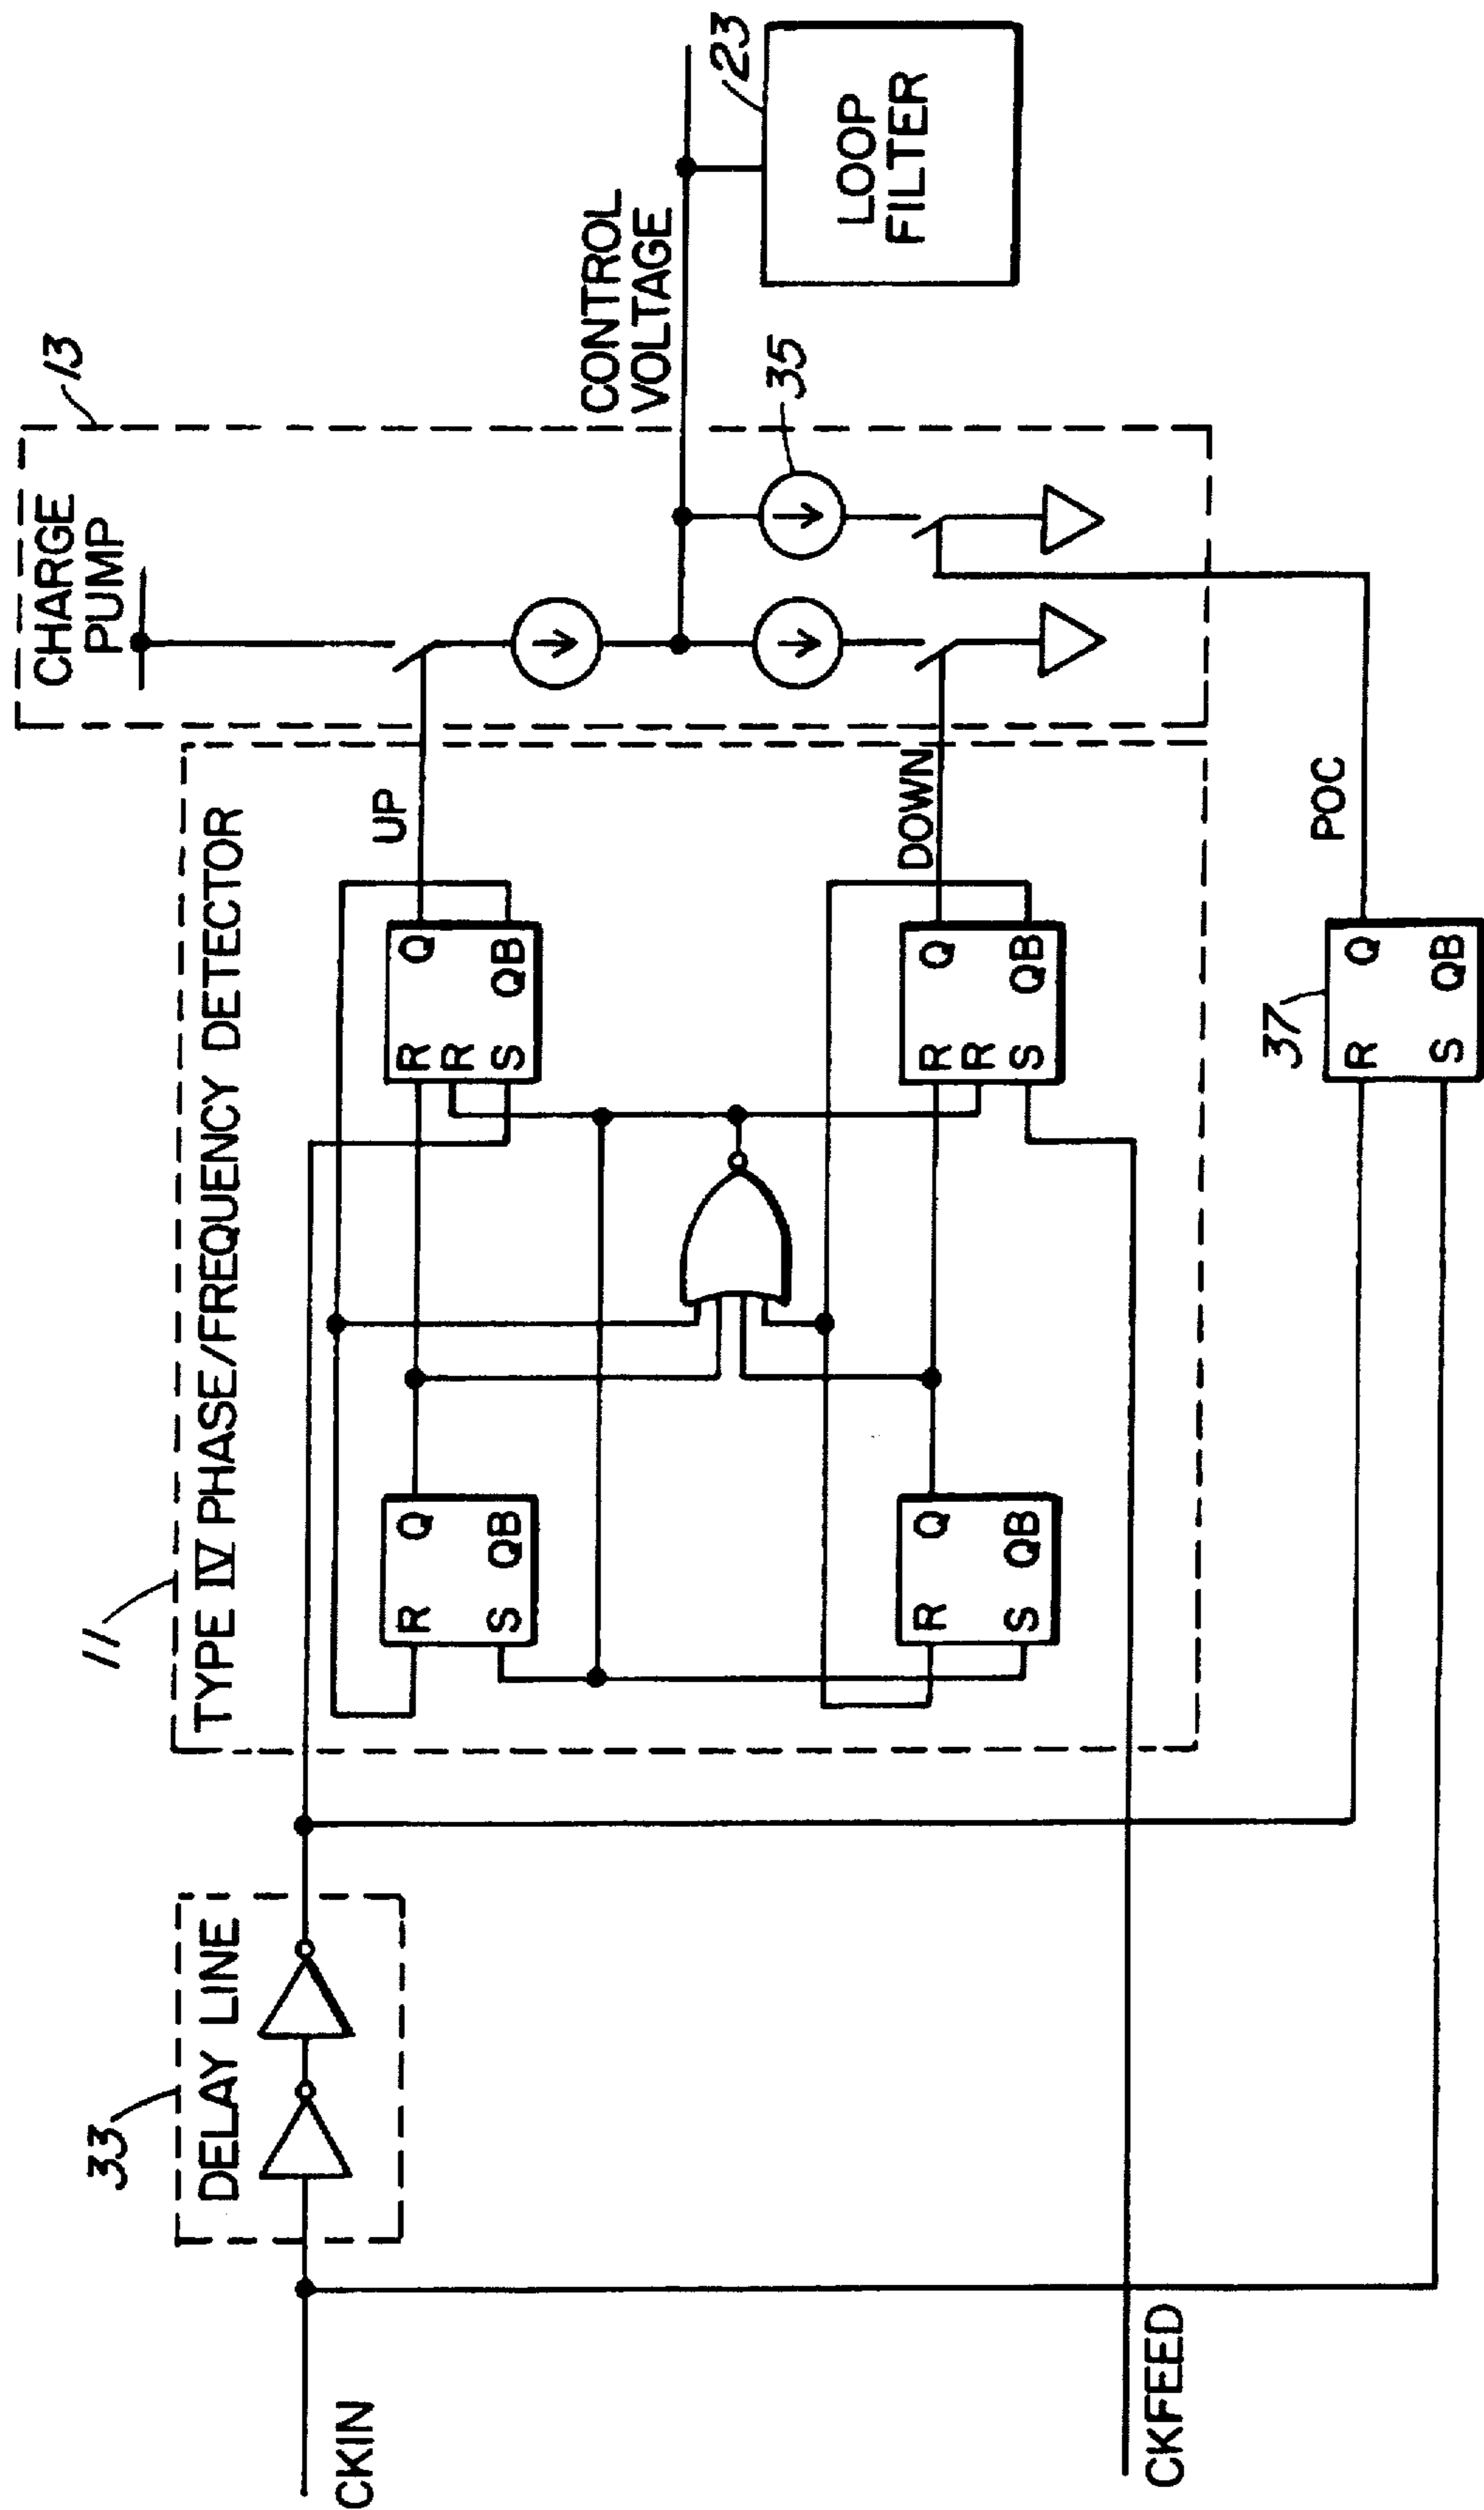 CHARGE
PUMP
13
11
TYPE IV PHASE/FREQUENCY DETECTOR
33
DELAY LINE
CKIN
CKFEED
R
S
Q
QB
R
R
S
Q
QB
UP
R
S
Q
QB
R
R
S
Q
QB
DOWN
CONTROL
VOLTAGE
35
23
LOOP
FILTER
37
R
S
Q
QB
POC